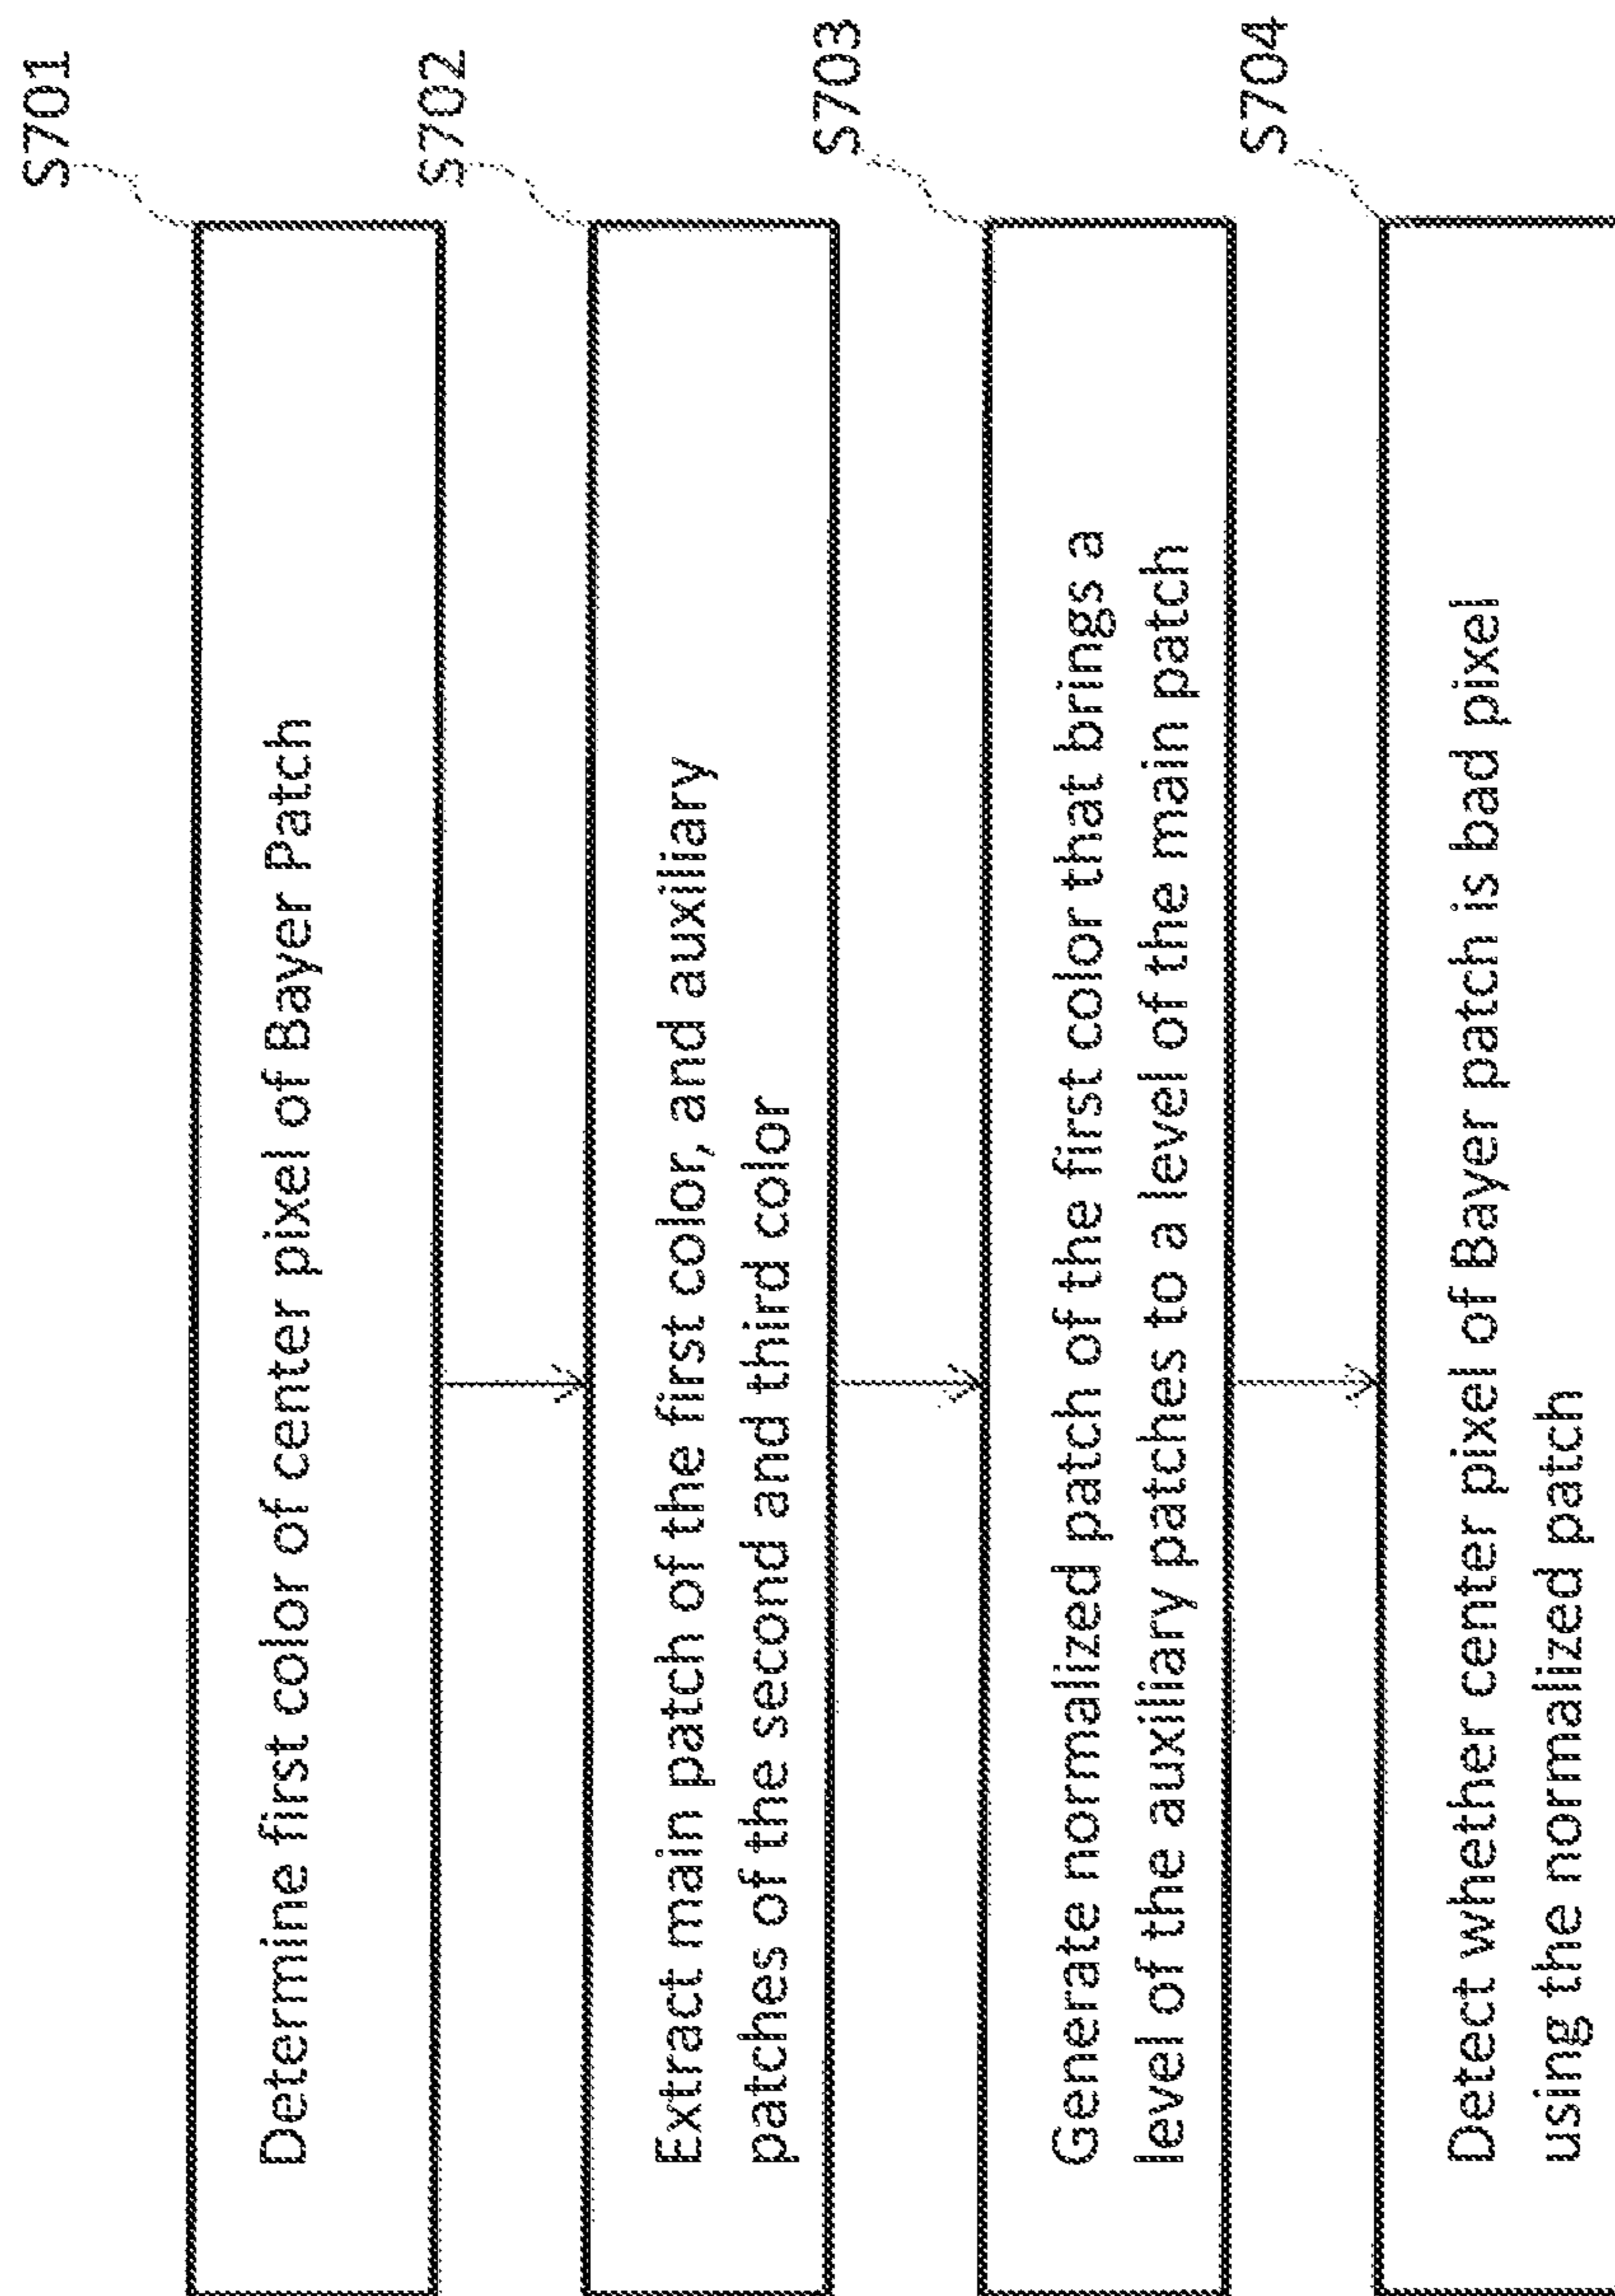 S701
Determine first color of center pixel of Bayer Patch
S702
Extract main patch of the first color, and auxiliary
patches of the second and third color
S703
Generate normalized patch of the first color that brings a
level of the auxiliary patches to a level of the main patch
S704
Detect whether center pixel of Bayer patch is bad pixel
using the normalized patch